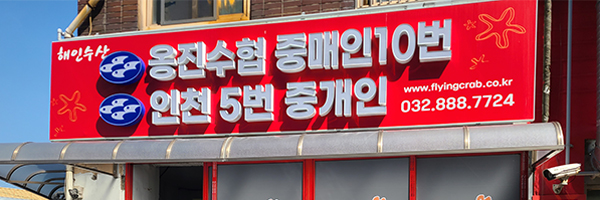 해인수산
옹진수협 중매인10번
인천 5번 중개인
www.flyingcrab.co.kr
032.888.7724